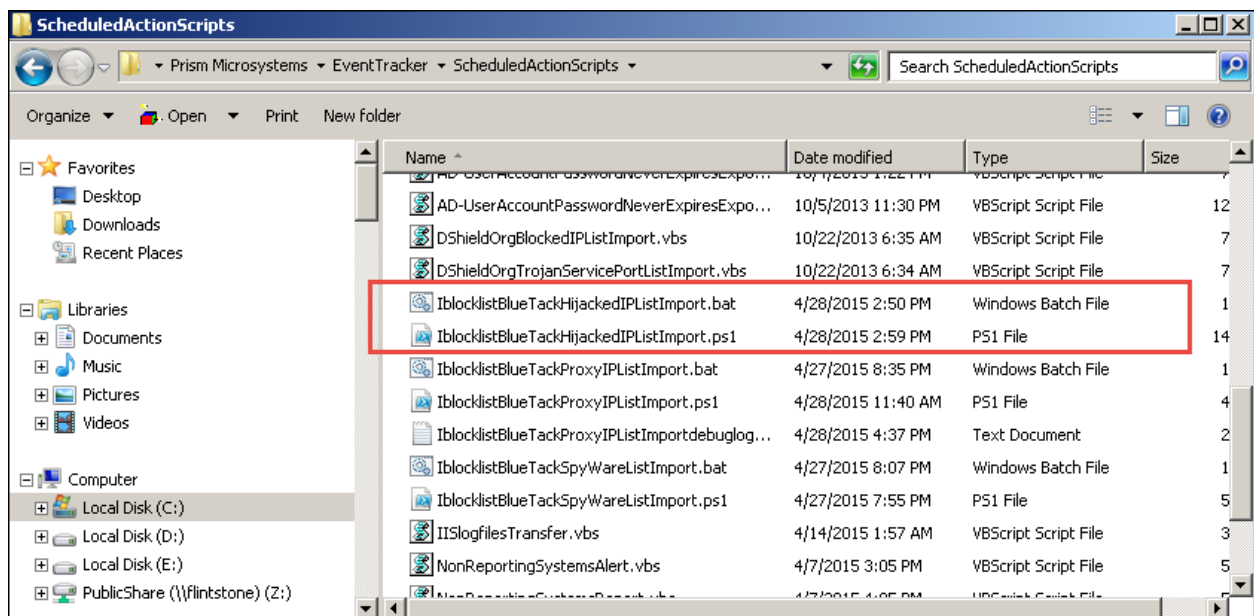 ScheduledActionScripts
Prism Microsystems EventTracker ScheduledActionScripts
Search ScheduledActionScripts
Organize Open Print New folder
Favorites
Desktop
Downloads
Recent Places
Libraries
Documents
Music
Pictures
Videos
Computer
Local Disk (C:)
Local Disk (D:)
Local Disk (E:)
PublicShare (\\flintstone) (Z:)
Name Date modified Type Size
AD-UserAccountPasswordNeverExpiresExpo... 10/5/2013 11:30 PM VBScript Script File 12
DShieldOrgBlockedIPListImport.vbs 10/22/2013 6:35 AM VBScript Script File 7
DShieldOrgTrojanServicePortListImport.vbs 10/22/2013 6:34 AM VBScript Script File 7
IblocklistBlueTackHijackedIPListImport.bat 4/28/2015 2:50 PM Windows Batch File 1
IblocklistBlueTackHijackedIPListImport.ps1 4/28/2015 2:59 PM PS1 File 14
IblocklistBlueTackProxyIPListImport.bat 4/27/2015 8:35 PM Windows Batch File 1
IblocklistBlueTackProxyIPListImport.ps1 4/28/2015 11:40 AM PS1 File 4
IblocklistBlueTackProxyIPListImportdebuglog... 4/28/2015 4:37 PM Text Document 2
IblocklistBlueTackSpyWareListImport.bat 4/27/2015 8:07 PM Windows Batch File 1
IblocklistBlueTackSpyWareListImport.ps1 4/27/2015 7:55 PM PS1 File 5
IISlogfilesTransfer.vbs 4/14/2015 1:57 AM VBScript Script File 3
NonReportingSystemsAlert.vbs 4/7/2015 3:05 PM VBScript Script File 5